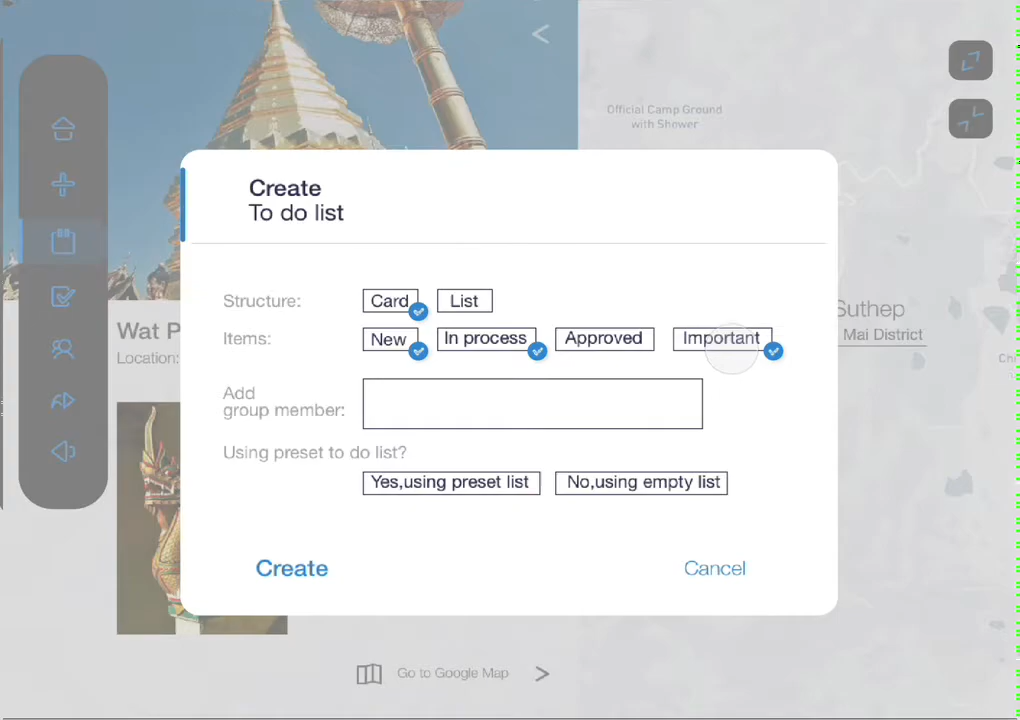 Official Camp Ground
with Shower
Create
To do list
Structure:
Card
List
Items:
New
In process
Approved
Important
Add
group member:
Using preset to do list?
Yes,using preset list
No,using empty list
Create
Cancel
Wat P
Location:
Suthep
Mai District
Chi
Go to Google Map